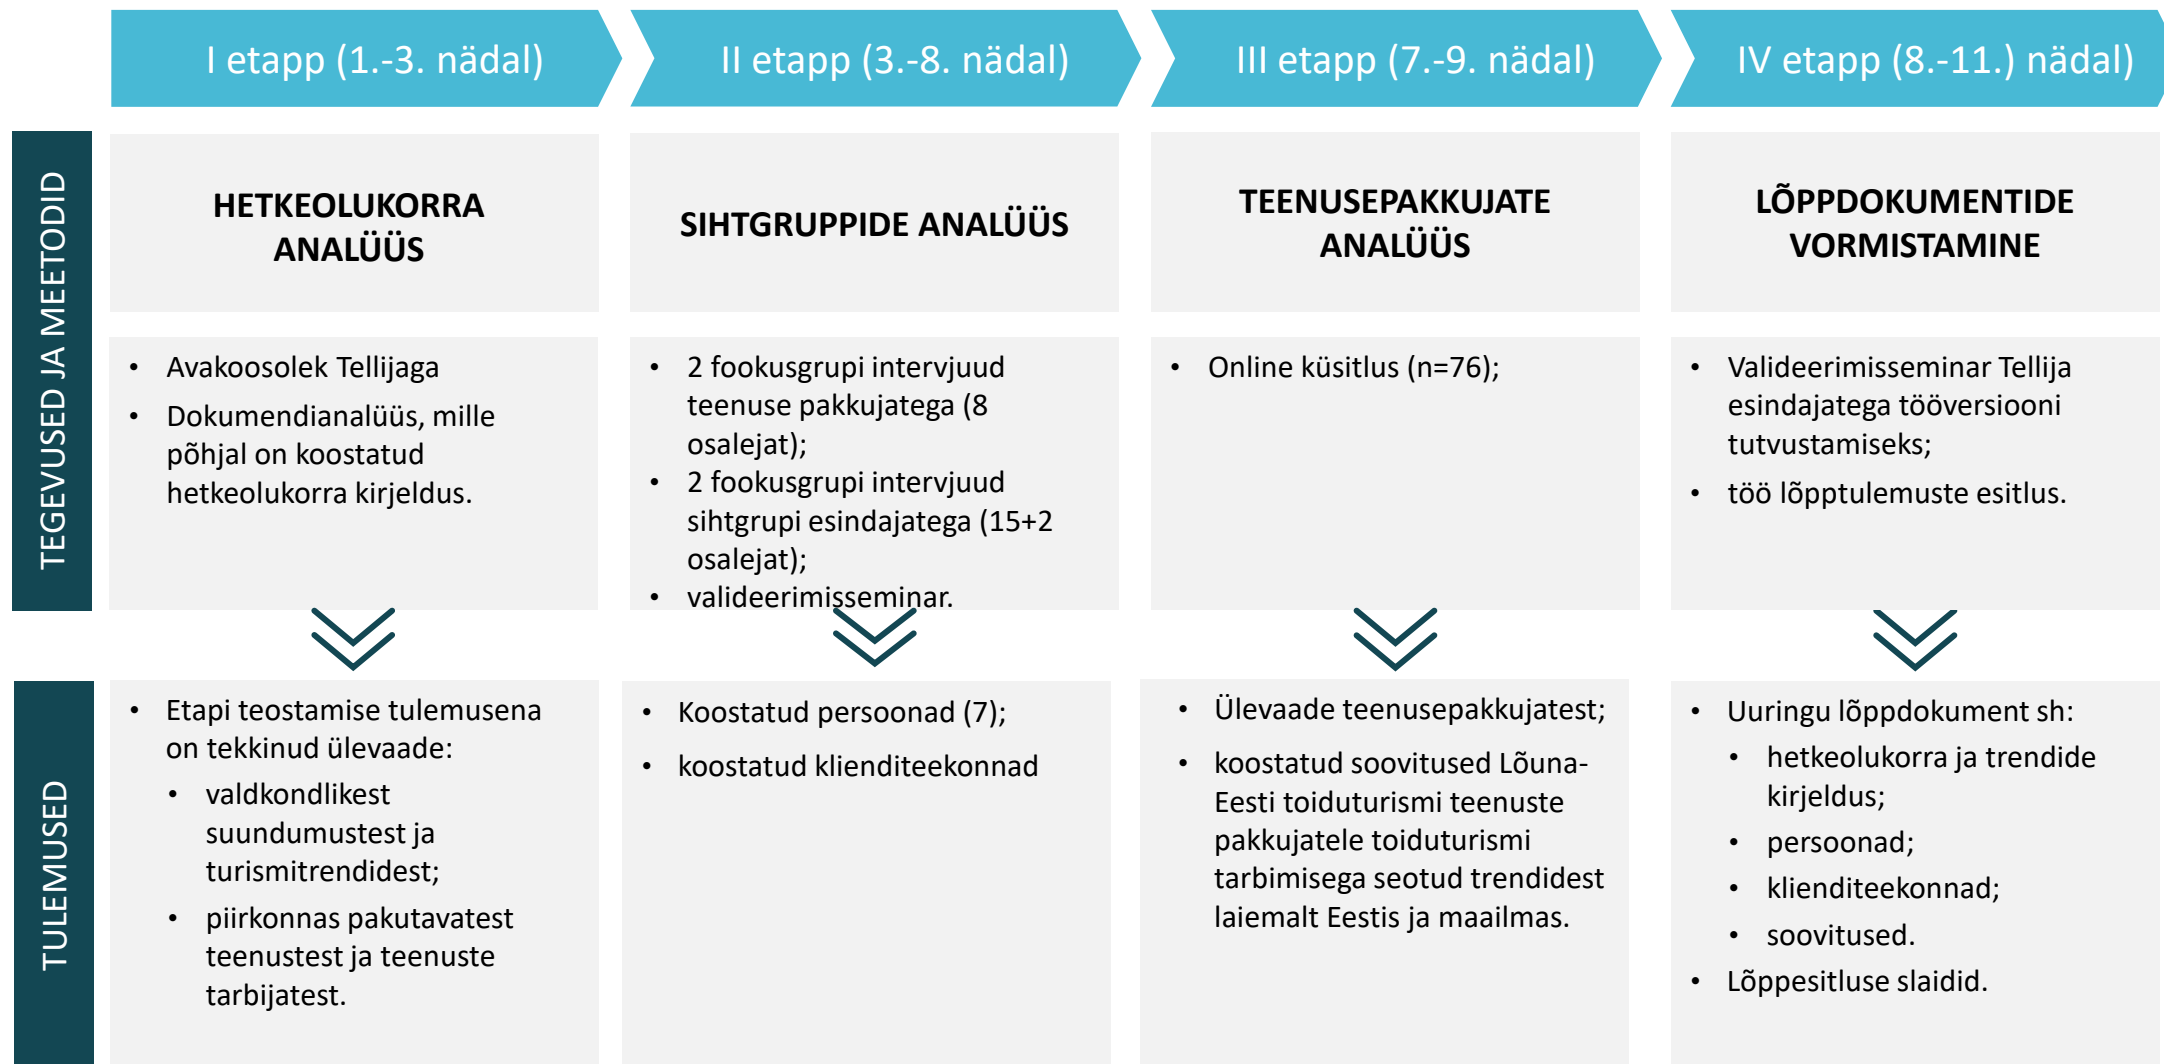 I etapp (1.-3. nädal)
II etapp (3.-8. nädal)
III etapp (7.-9. nädal)
IV etapp (8.-11.) nädal)
TEGEVUSED JA MEETODID
HETKEOLUKORRA
ANALÜÜS
SIHTGRUPPIDE ANALÜÜS
TEENUSEPAKKUJATE
ANALÜÜS
LÕPPDOKUMENTIDE
VORMISTAMINE
• Avakoosolek Tellijaga
• Dokumendianalüüs, mille
põhjal on koostatud
hetkeolukorra kirjeldus.
• 2 fookusgrupi intervjuud
teenuse pakkujatega (8
osalejat);
• 2 fookusgrupi intervjuud
sihtgrupi esindajatega (15+2
osalejat);
• valideerimisseminar.
• Online küsitlus (n=76);
• Valideerimisseminar Tellija
esindajatega tööversiooni
tutvustamiseks;
• töö lõpptulemuste esitlus.
TULEMUSED
• Etapi teostamise tulemusena
on tekkinud ülevaade:
• valdkondlikest
suundumustest ja
turismitrendidest;
• piirkonnas pakutavatest
teenustest ja teenuste
tarbijatest.
• Koostatud persoonad (7);
• koostatud klienditeekonnad
• Ülevaade teenusepakkujatest;
• koostatud soovitused Lõuna-
Eesti toiduturismi teenuste
pakkujatele toiduturismi
tarbimisega seotud trendidest
laiemalt Eestis ja maailmas.
• Uuringu lõppdokument sh:
• hetkeolukorra ja trendide
kirjeldus;
• persoonad;
• klienditeekonnad;
• soovitused.
• Lõppesitluse slaidid.